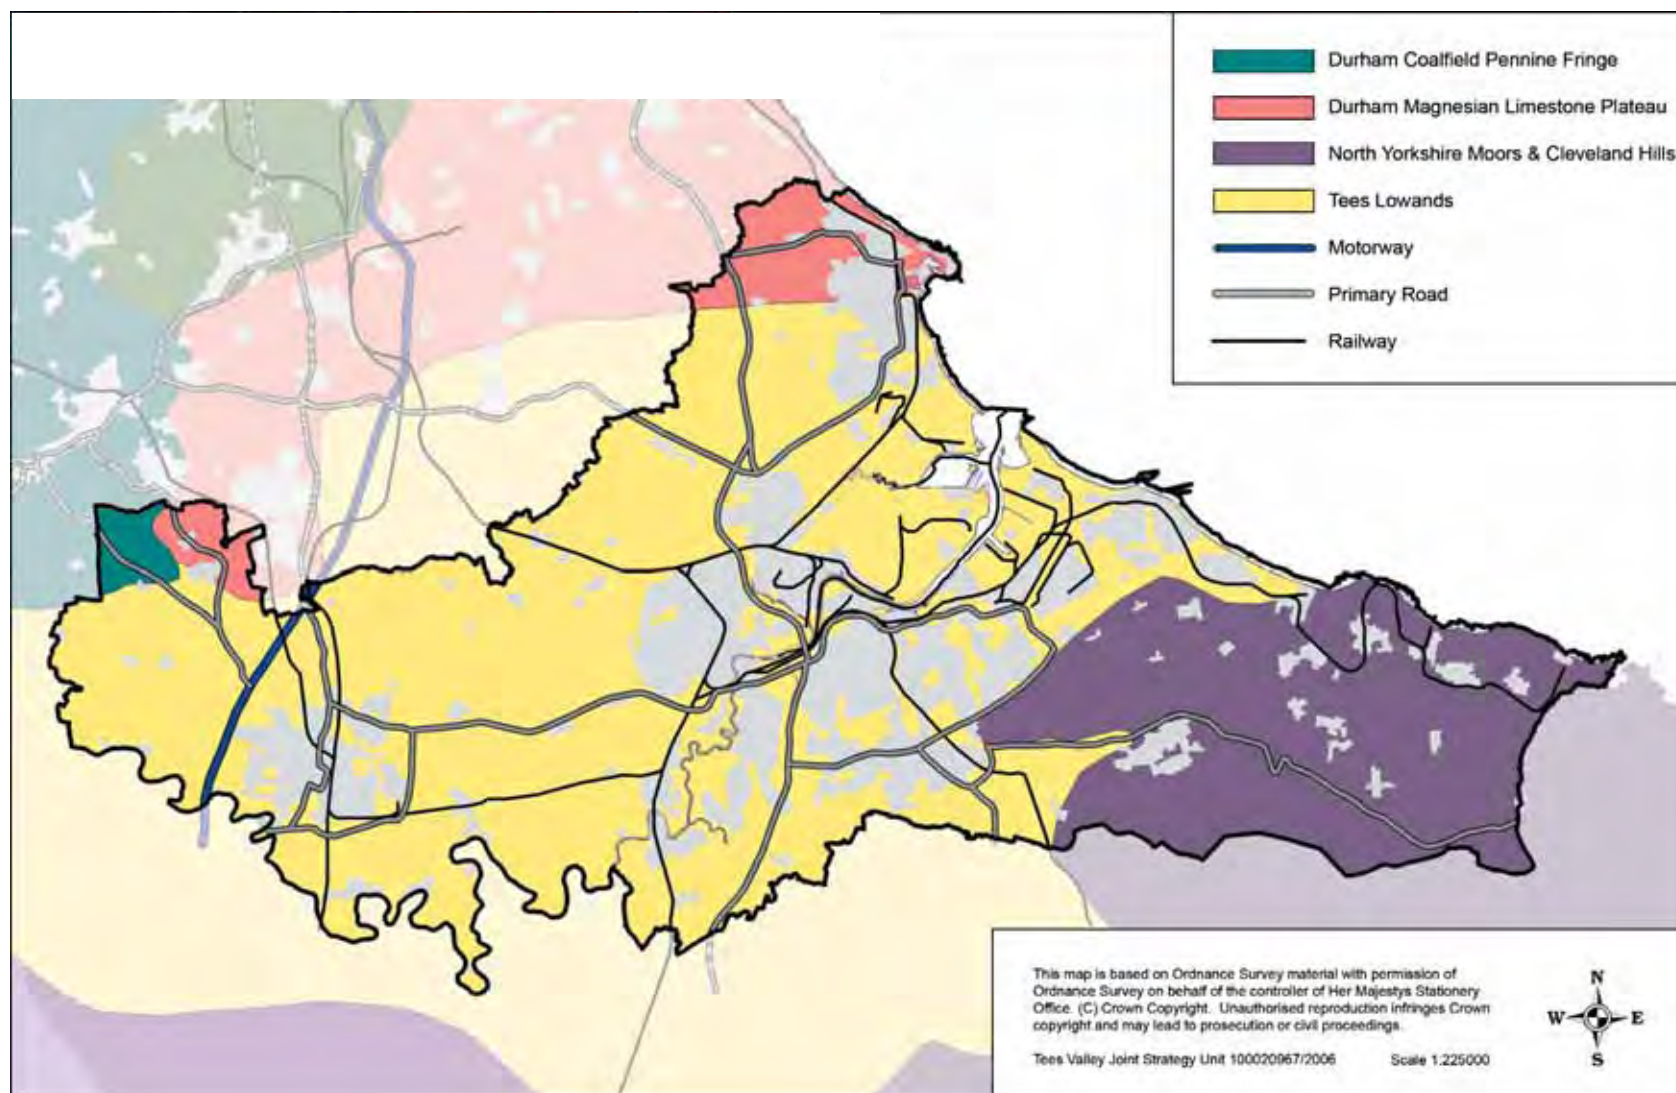 Durham Coalfield Pennine Fringe
Durham Magnesian Limestone Plateau
North Yorkshire Moors & Cleveland Hills
Tees Lowands
Motorway
Primary Road
Railway
This map is based on Ordnance Survey material with permission of
Ordnance Survey on behalf of the controller of Her Majestys Stationery
Office. (C) Crown Copyright. Unauthorised reproduction infringes Crown
copyright and may lead to prosecution or civil proceedings.
Tees Valley Joint Strategy Unit 100020967/2006 Scale 1:225000
N
W E
S